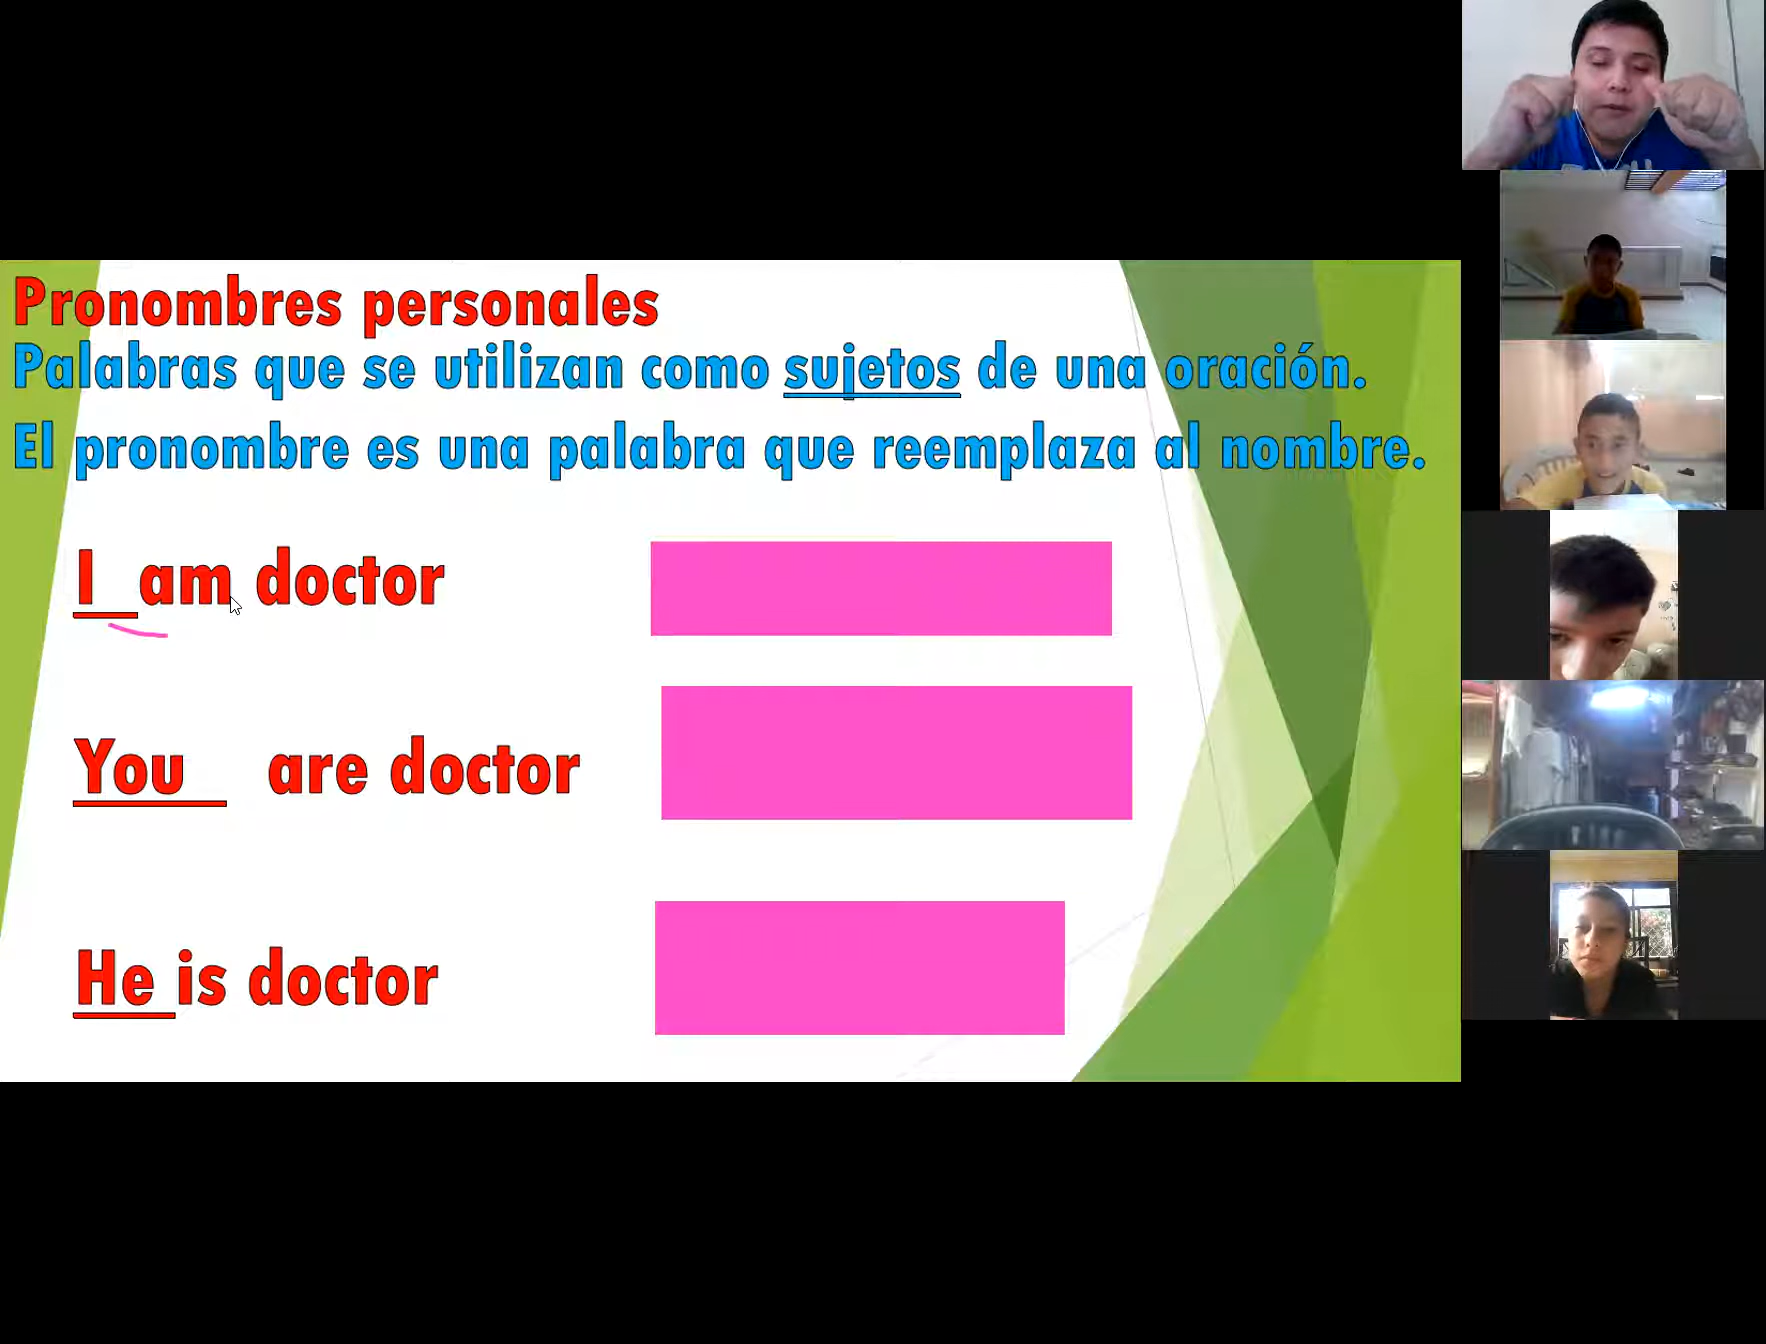 Pronombres personales
Palabras que se utilizan como sujetos de una oración.
El pronombre es una palabra que reemplaza al nombre.
I am doctor
You are doctor
He is doctor